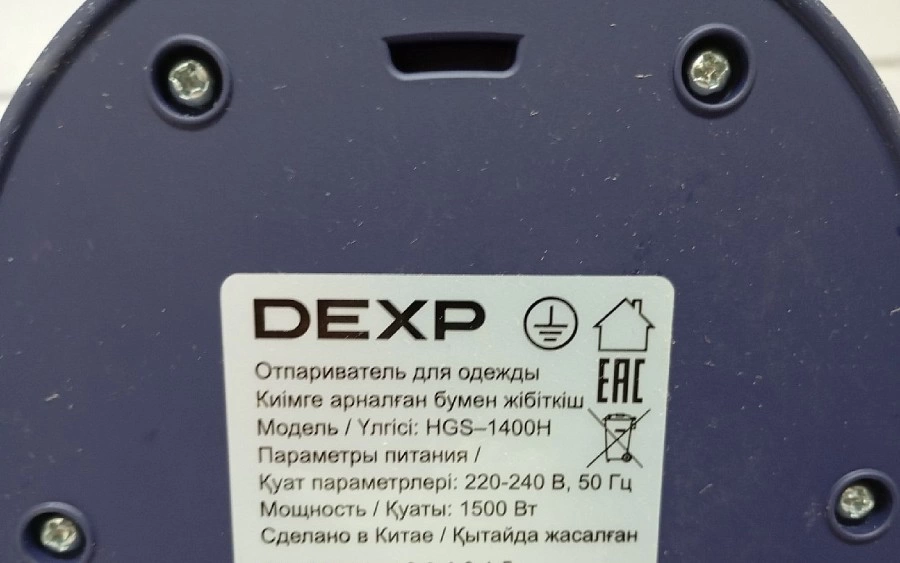 DEXP
EAC
Отпариватель для одежды
Киімге арналған бумен жібіткіш
Модель / Үлгісі: HGS–1400H
Параметры питания /
Қуат параметрлері: 220-240 В, 50 Гц
Мощность / Қуаты: 1500 Вт
Сделано в Китае / Қытайда жасалған